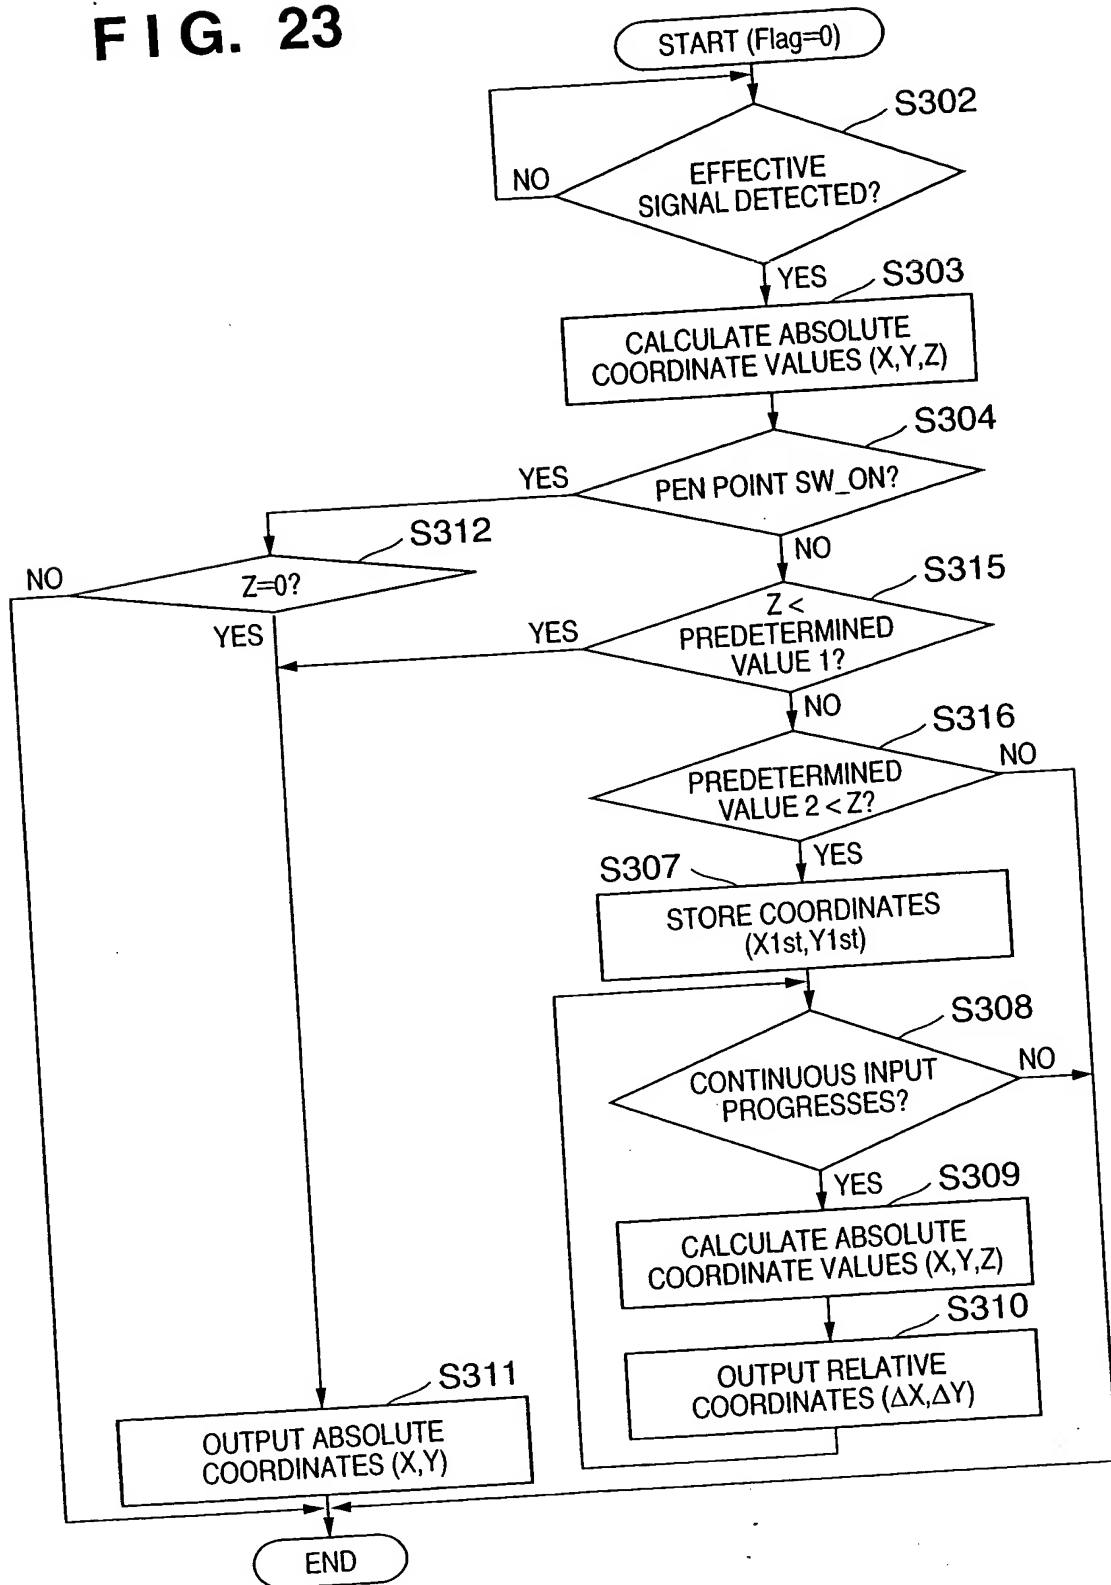 FIG. 23
START (Flag=0)
S302
EFFECTIVE
SIGNAL DETECTED?
NO
YES
S303
CALCULATE ABSOLUTE
COORDINATE VALUES (X,Y,Z)
S304
PEN POINT SW_ON?
YES
NO
S312
Z=0?
NO
YES
S315
Z <
PREDETERMINED
VALUE 1?
YES
NO
S316
PREDETERMINED
VALUE 2 < Z?
NO
YES
S307
STORE COORDINATES
(X1st,Y1st)
S308
CONTINUOUS INPUT
PROGRESSES?
NO
YES
S309
CALCULATE ABSOLUTE
COORDINATE VALUES (X,Y,Z)
S310
OUTPUT RELATIVE
COORDINATES (ΔX,ΔY)
S311
OUTPUT ABSOLUTE
COORDINATES (X,Y)
END